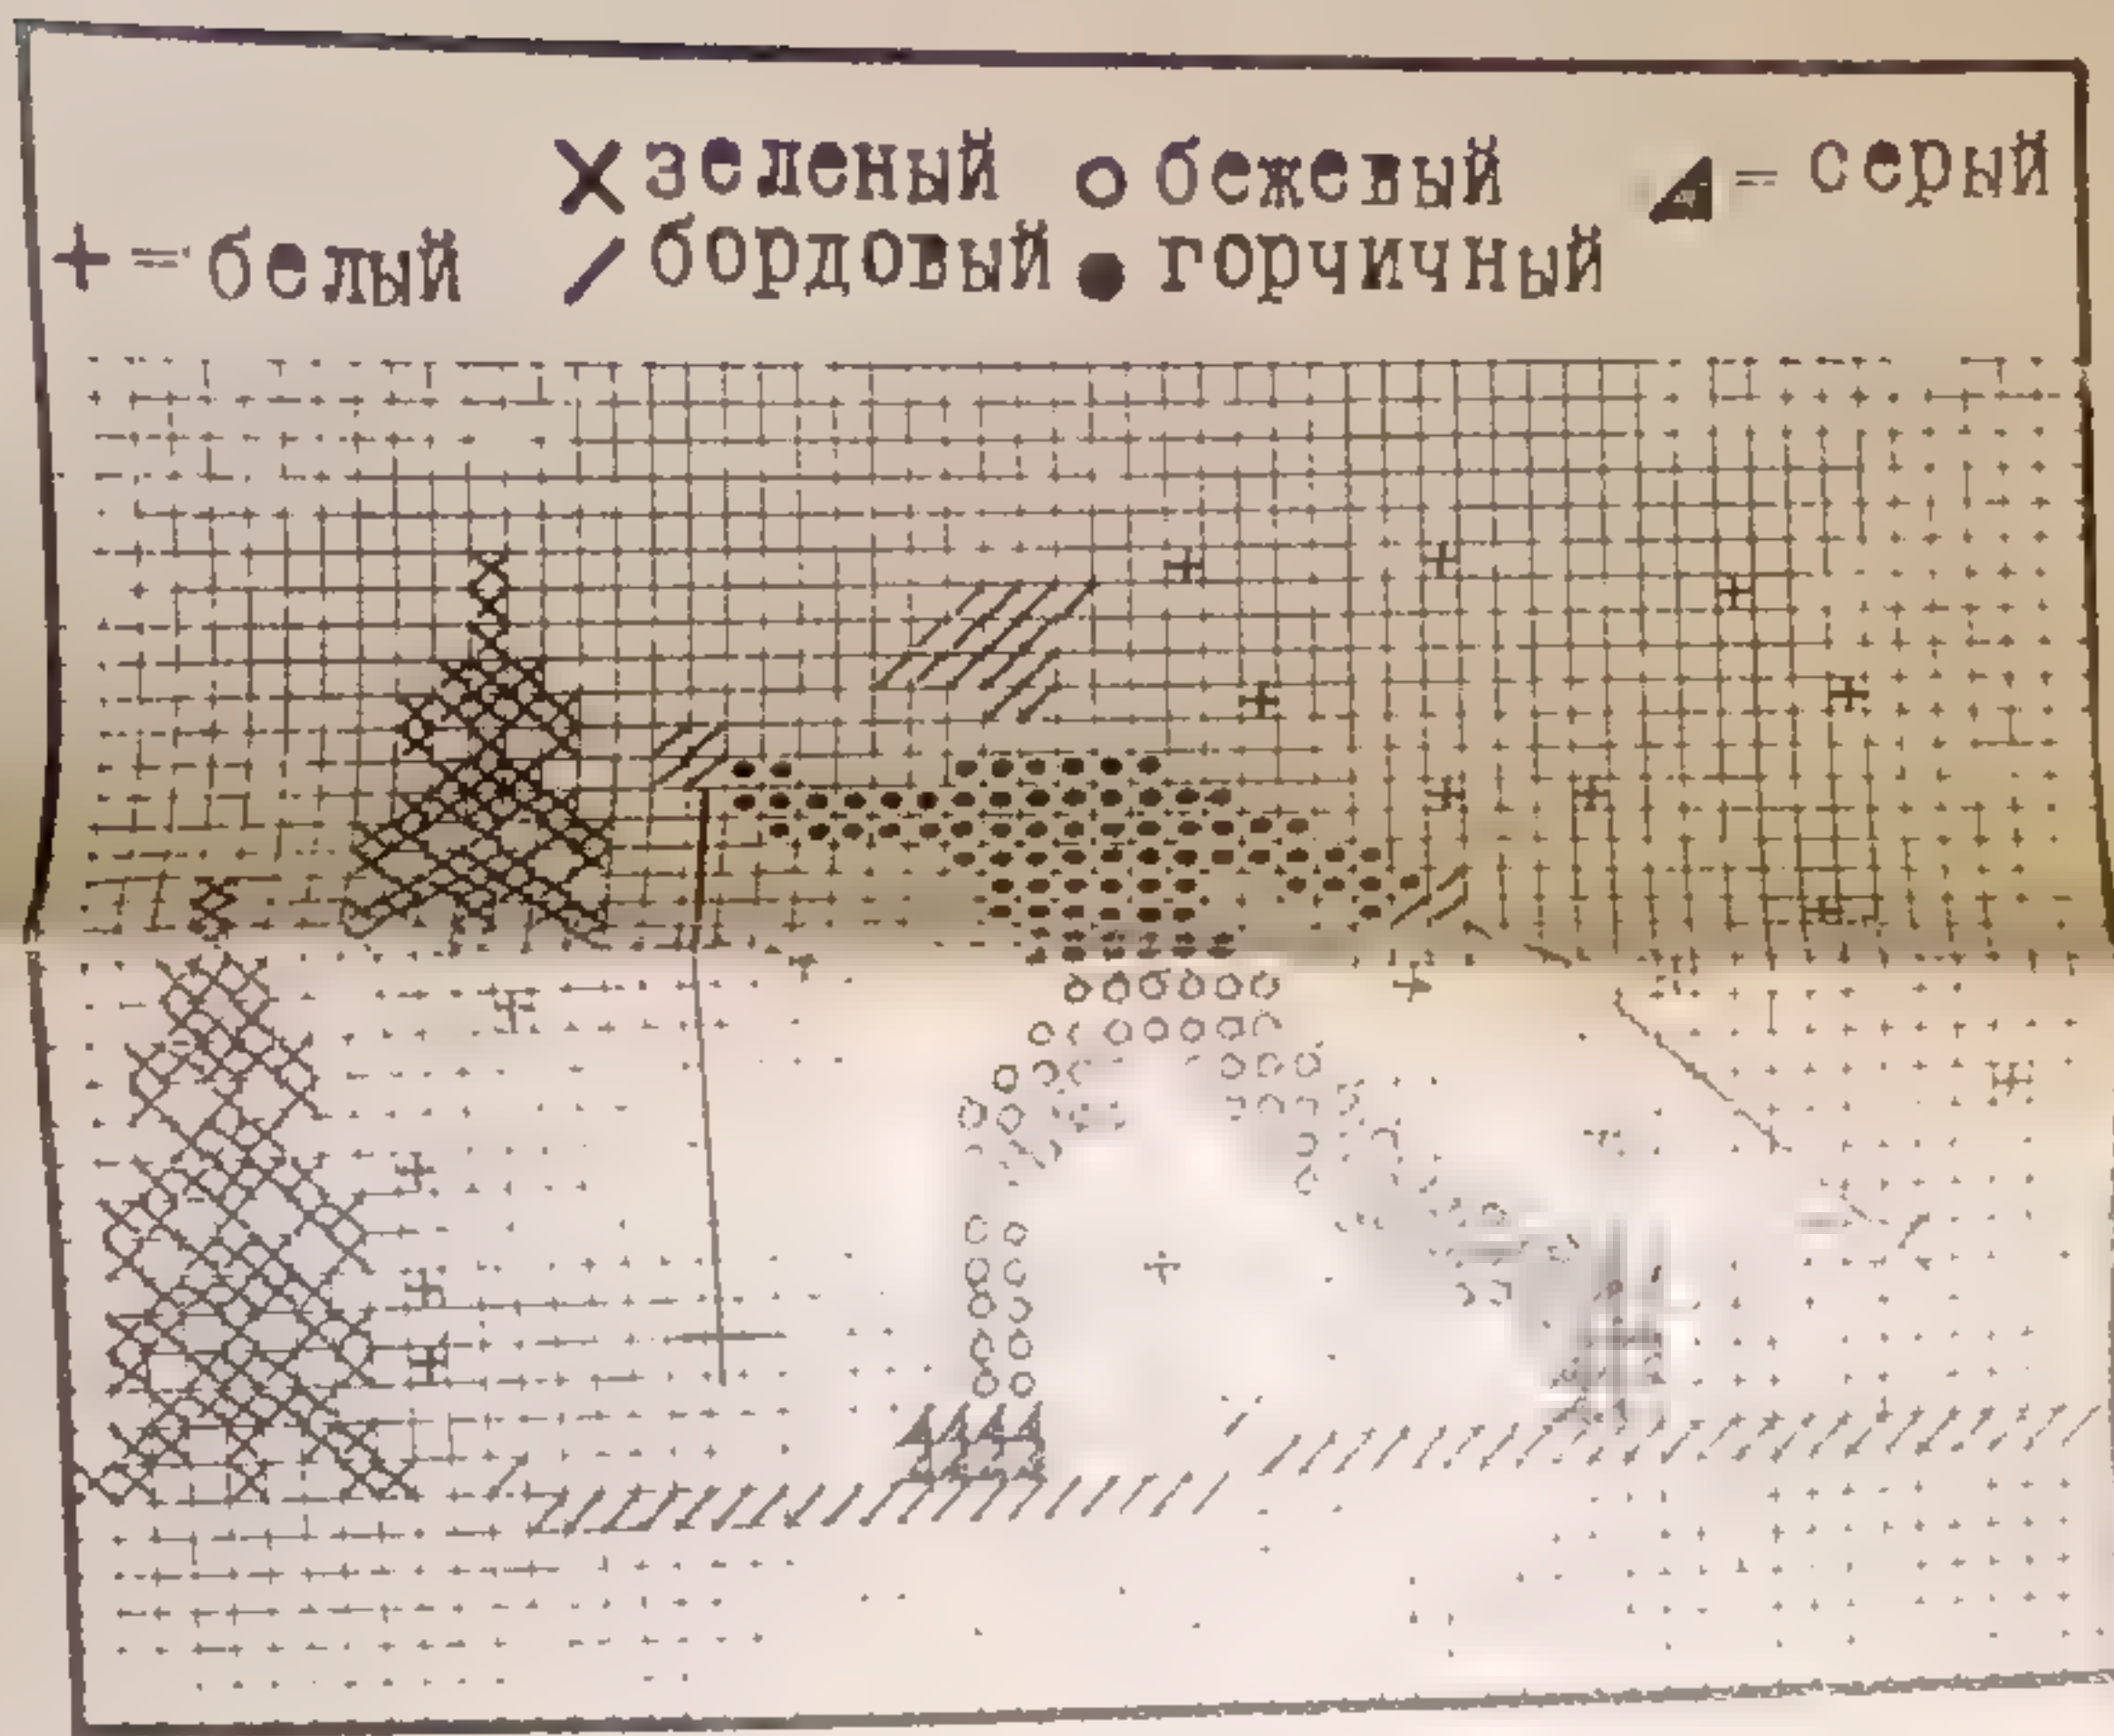 × зеленый ○ бежевый ◢ = серый
+ = белый / бордовый ● горчичный